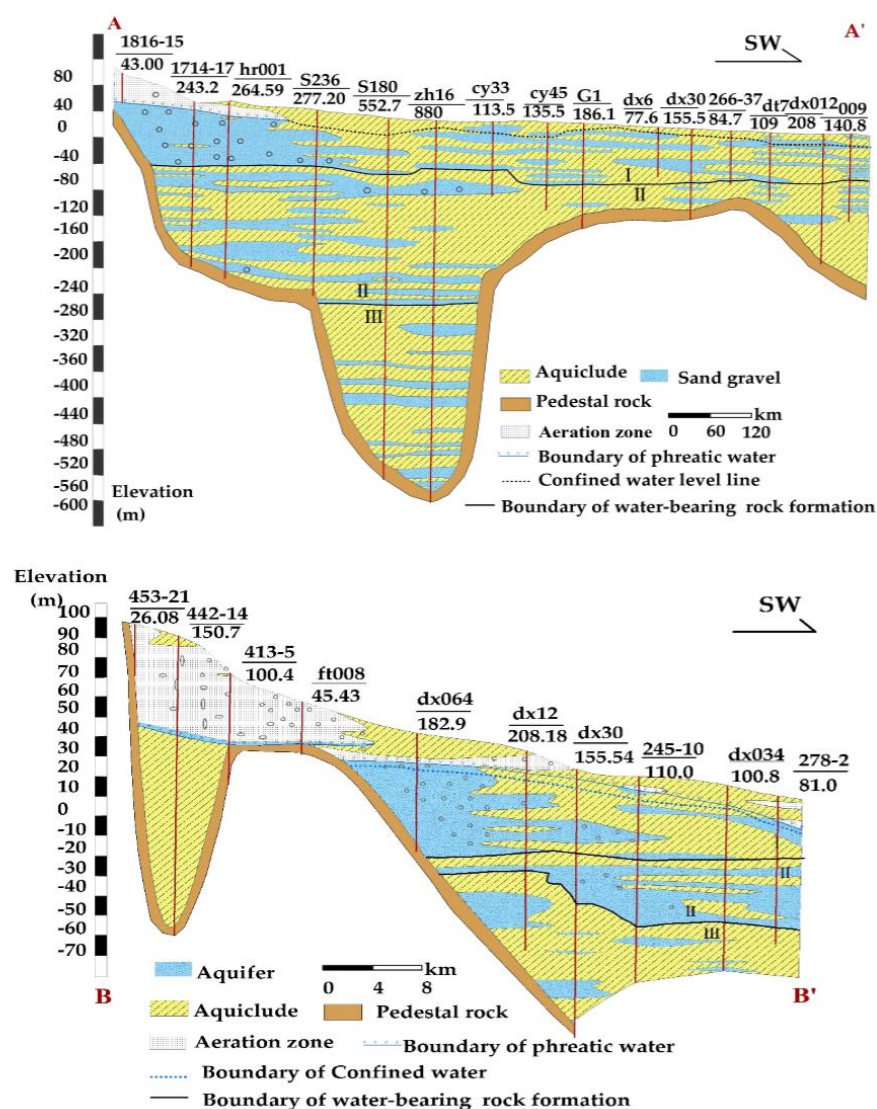 A
A'
SW
1816-15
43.00
1714-17
243.2
hr001
264.59
S236
277.20
S180
552.7
zh16
880
cy33
113.5
cy45
135.5
G1
186.1
dx6
77.6
dx30
155.5
266-37
84.7
dt7
109
dx012
208
009
140.8
80
40
0
-40
-80
-120
-160
-200
-240
-280
-320
-360
-400
-440
-480
-520
-560
-600
I
II
II
III
Elevation
(m)
Aquiclude
Sand gravel
Pedestal rock
Aeration zone
km
0 60 120
Boundary of phreatic water
Confined water level line
Boundary of water-bearing rock formation
Elevation
(m)
SW
453-21
26.08
442-14
150.7
413-5
100.4
ft008
45.43
dx064
182.9
dx12
208.18
dx30
155.54
245-10
110.0
dx034
100.8
278-2
81.0
100
90
80
70
60
50
40
30
20
10
0
-10
-20
-30
-40
-50
-60
-70
II
II
III
B
B'
Aquifer
km
0 4 8
Aquiclude
Pedestal rock
Aeration zone
Boundary of phreatic water
Boundary of Confined water
Boundary of water-bearing rock formation